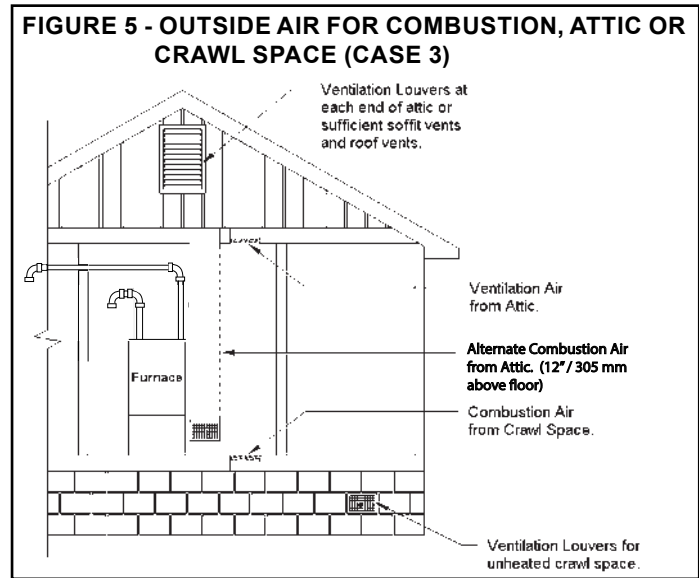 FIGURE 5 - OUTSIDE AIR FOR COMBUSTION, ATTIC OR
CRAWL SPACE (CASE 3)
Ventilation Louvers at
each end of attic or
sufficient soffit vents
and roof vents.
Ventilation Air
from Attic.
Alternate Combustion Air
from Attic. (12"/ 305 mm
above floor)
Furnace
Combustion Air
from Crawl Space.
Ventilation Louvers for
unheated crawl space.